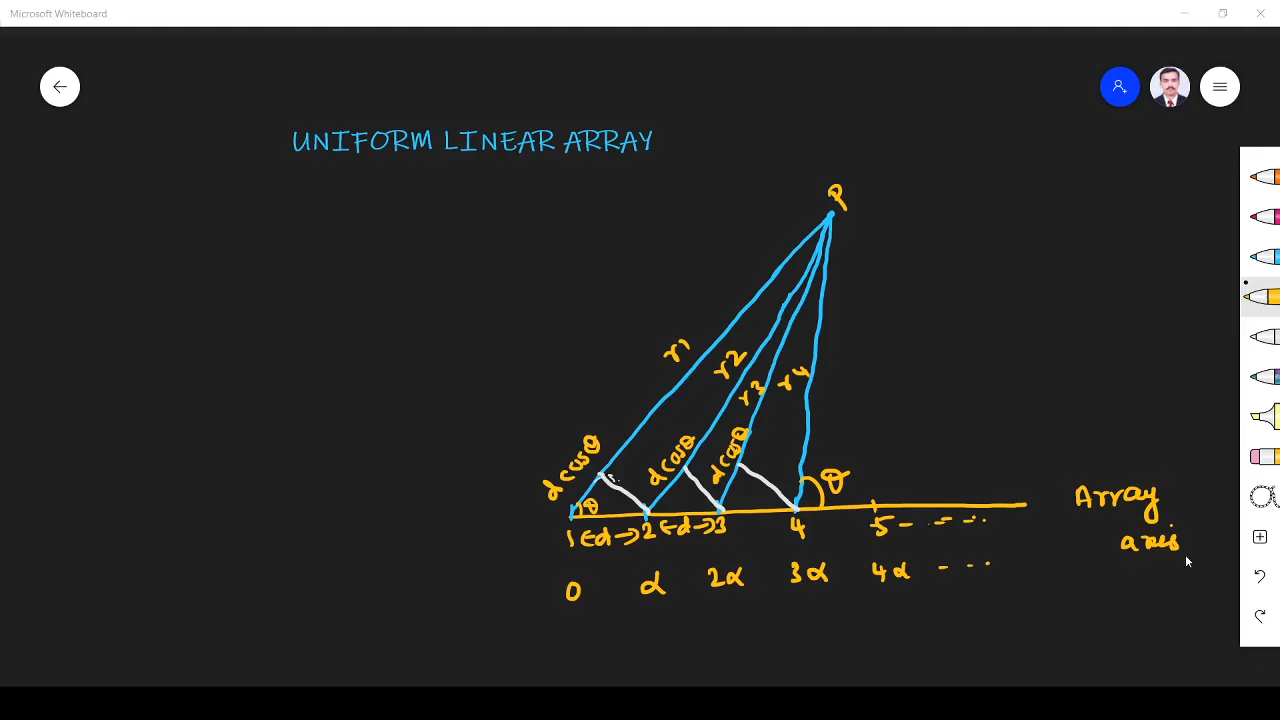 Microsoft Whiteboard
UNIFORM LINEAR ARRAY
P
r1
r2
r3
r4
d cosθ
d cosθ
d cosθ
θ
θ
1 ←d→ 2 ←d→ 3 4 5 - - - ..
Array
axis
0 α 2α 3α 4α - - ..